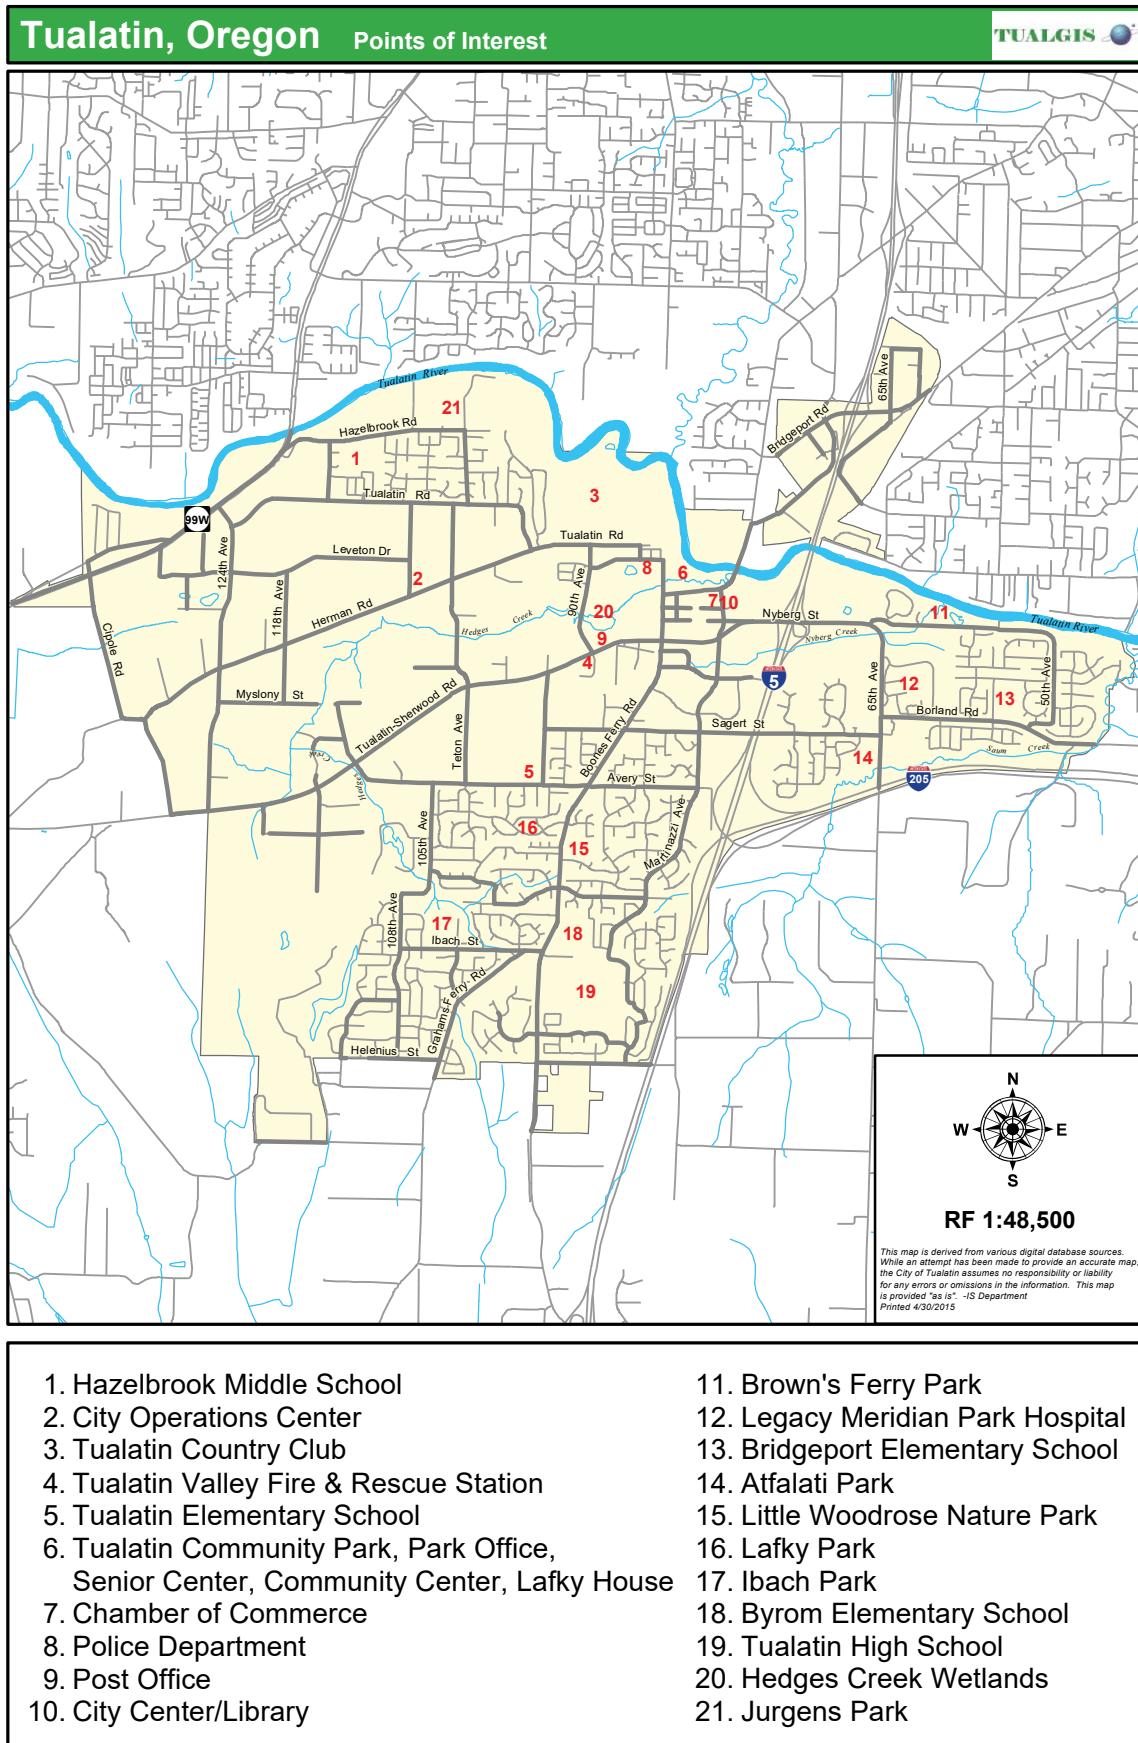 Tualatin, Oregon Points of Interest
TUALGIS
Tualatin River
21
Hazelbrook Rd
1
Tualatin Rd
3
99W
65th Ave
Bridgeport Rd
Tualatin Rd
124th Ave
Leveton Dr
2
118th Ave
Herman Rd
Cipole Rd
8
6
90th Ave
20
7
10
Nyberg St
11
Tualatin River
Hedges Creek
9
4
Nyberg Creek
5
65th Ave
12
13
50th Ave
Borland Rd
Myslony St
Tualatin-Sherwood Rd
Teton Ave
Boones Ferry Rd
Sagert St
14
Saum Creek
205
Hedges Creek
5
Avery St
105th Ave
16
15
Martinazzi Ave
108th Ave
17
Ibach St
18
19
Grahams Ferry Rd
Helenius St
N
W E
S
RF 1:48,500
This map is derived from various digital database sources.
While an attempt has been made to provide an accurate map,
the City of Tualatin assumes no responsibility or liability
for any errors or omissions in the information. This map
is provided "as is". -IS Department
Printed 4/30/2015
1. Hazelbrook Middle School
2. City Operations Center
3. Tualatin Country Club
4. Tualatin Valley Fire & Rescue Station
5. Tualatin Elementary School
6. Tualatin Community Park, Park Office,
Senior Center, Community Center, Lafky House
7. Chamber of Commerce
8. Police Department
9. Post Office
10. City Center/Library
11. Brown's Ferry Park
12. Legacy Meridian Park Hospital
13. Bridgeport Elementary School
14. Atfalati Park
15. Little Woodrose Nature Park
16. Lafky Park
17. Ibach Park
18. Byrom Elementary School
19. Tualatin High School
20. Hedges Creek Wetlands
21. Jurgens Park